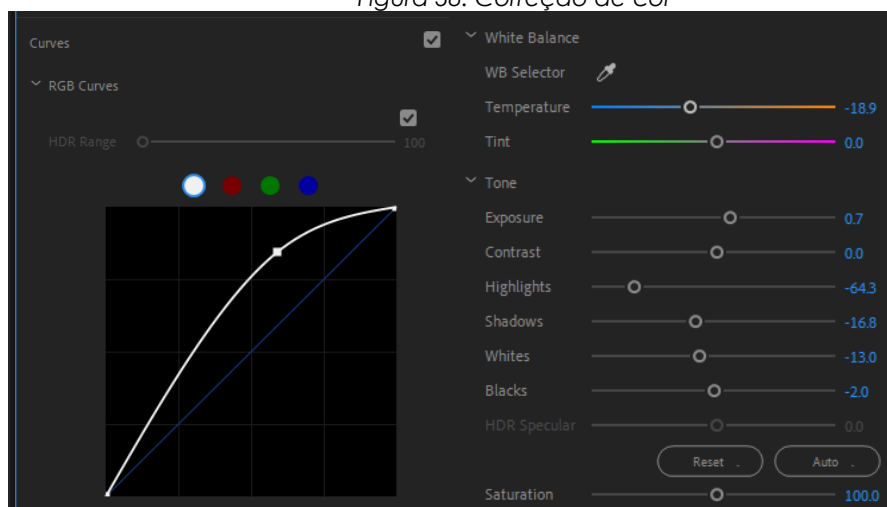 Figura 38: Correção de cor
Curves
RGB Curves
HDR Range 100
White Balance
WB Selector
Temperature -18.9
Tint 0.0
Tone
Exposure 0.7
Contrast 0.0
Highlights -64.3
Shadows -16.8
Whites -13.0
Blacks -2.0
HDR Specular 0.0
Reset Auto
Saturation 100.0